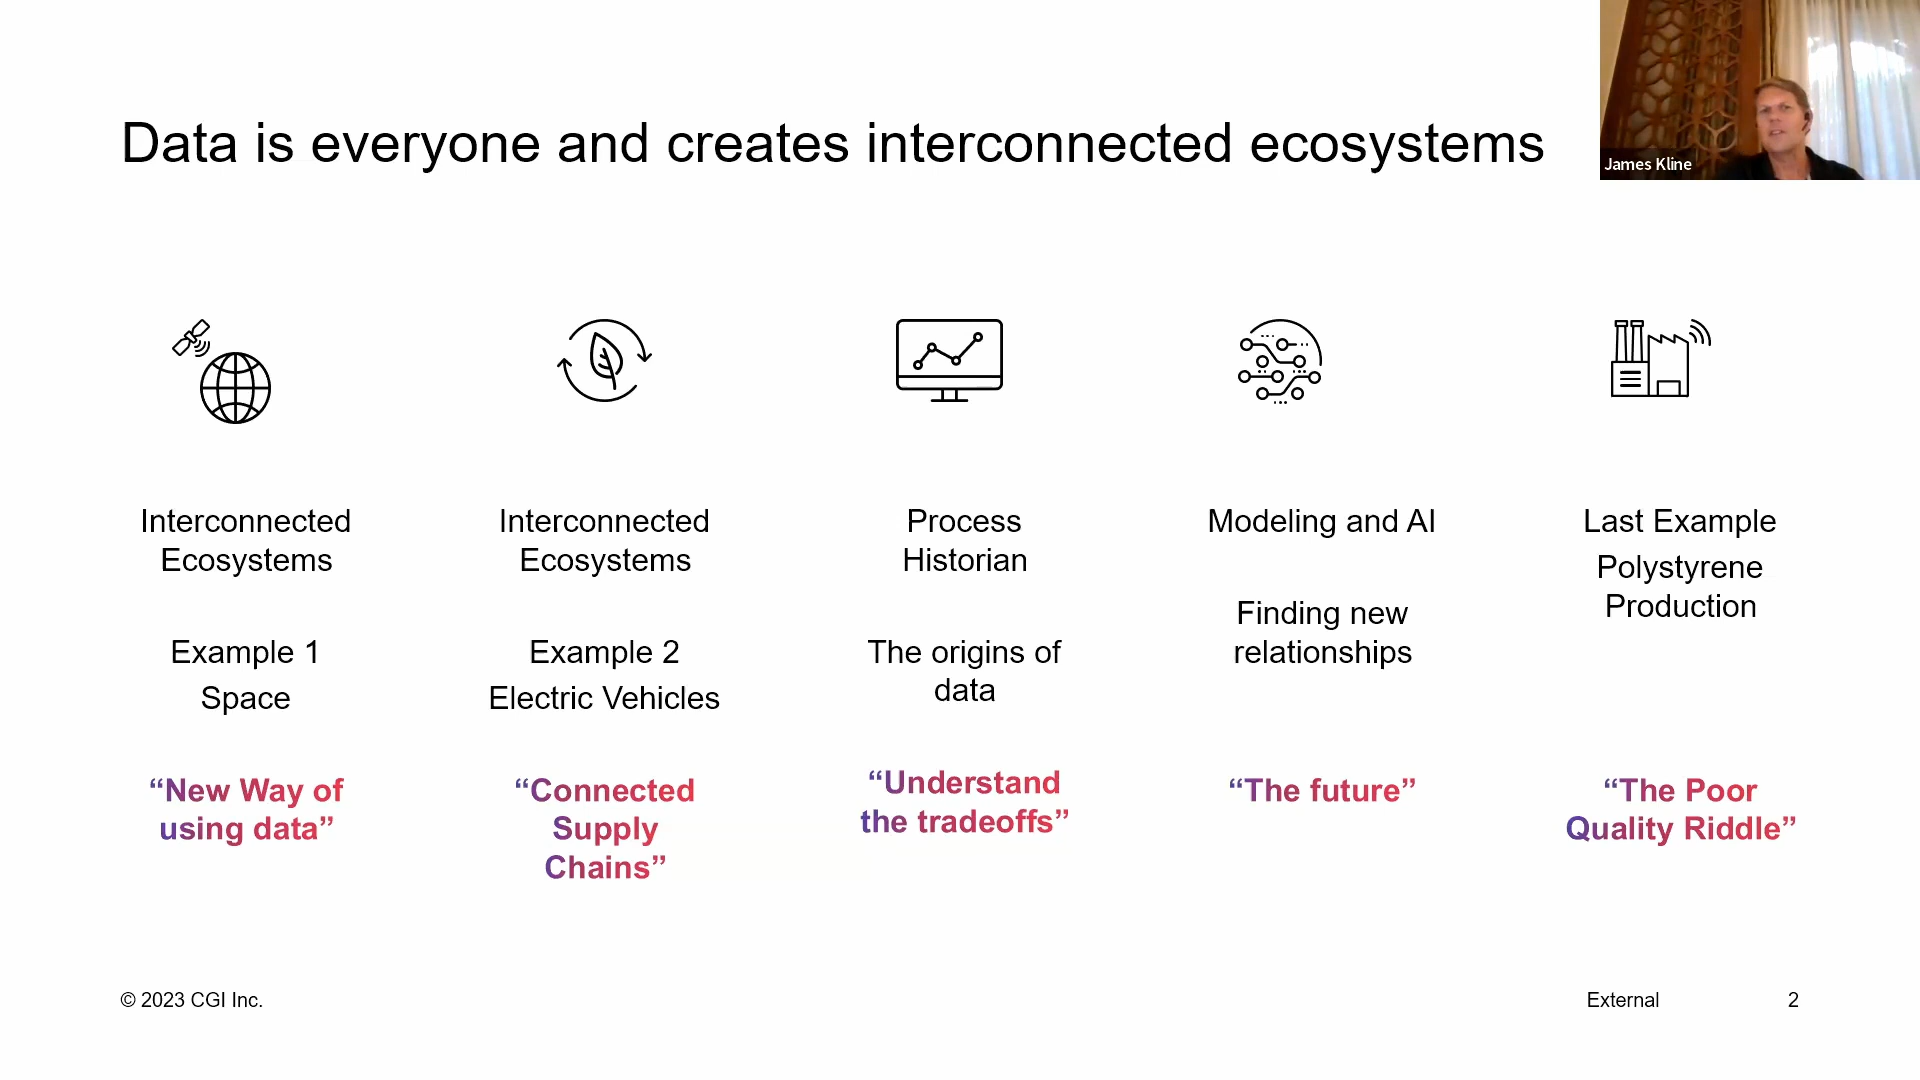 Data is everyone and creates interconnected ecosystems
James Kline
Interconnected
Ecosystems
Example 1
Space
“New Way of
using data”
Interconnected
Ecosystems
Example 2
Electric Vehicles
“Connected
Supply
Chains”
Process
Historian
The origins of
data
“Understand
the tradeoffs”
Modeling and AI
Finding new
relationships
“The future”
Last Example
Polystyrene
Production
“The Poor
Quality Riddle”
© 2023 CGI Inc.
External
2